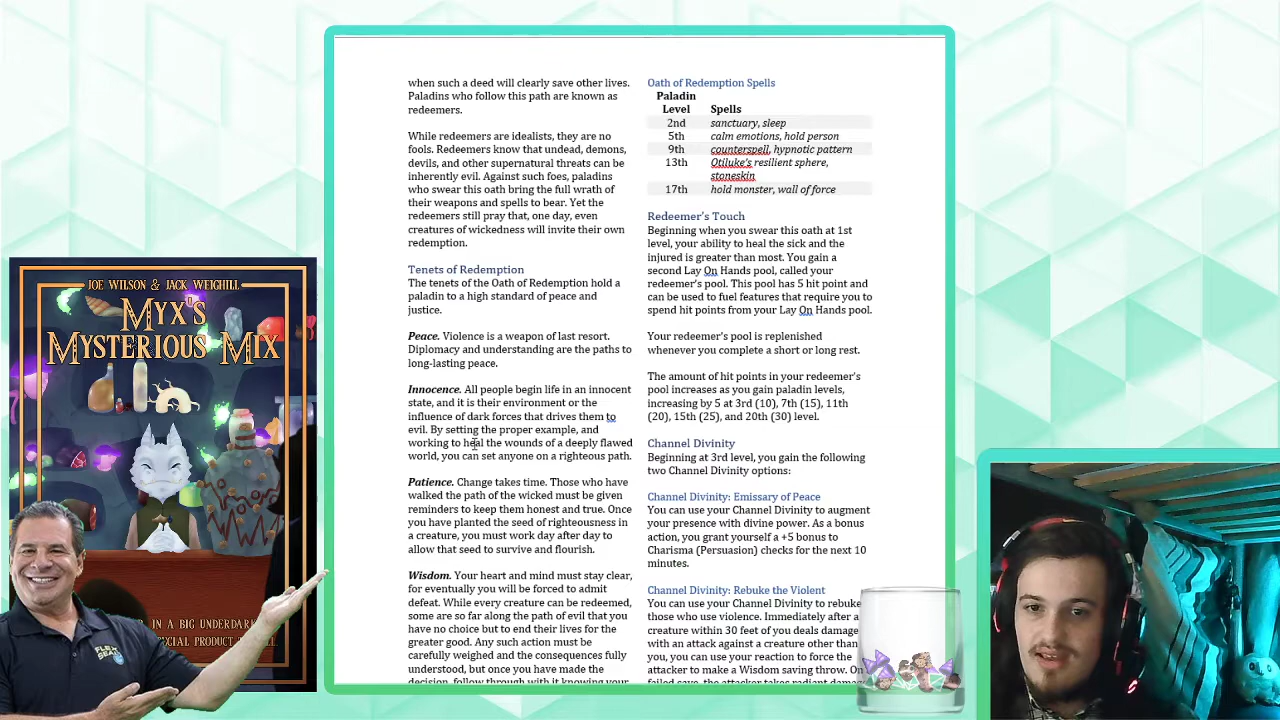 when such a deed will clearly save other lives.
Paladins who follow this path are known as
redeemers.
While redeemers are idealists, they are no
fools. Redeemers know that undead, demons,
devils, and other supernatural threats can be
inherently evil. Against such foes, paladins
who swear this oath bring the full wrath of
their weapons and spells to bear. Yet the
redeemers still pray that, one day, even
creatures of wickedness will invite their own
redemption.
Tenets of Redemption
The tenets of the Oath of Redemption hold a
paladin to a high standard of peace and
justice.
Peace. Violence is a weapon of last resort.
Diplomacy and understanding are the paths to
long-lasting peace.
Innocence. All people begin life in an innocent
state, and it is their environment or the
influence of dark forces that drives them to
evil. By setting the proper example, and
working to heal the wounds of a deeply flawed
world, you can set anyone on a righteous path.
Patience. Change takes time. Those who have
walked the path of the wicked must be given
reminders to keep them honest and true. Once
you have planted the seed of righteousness in
a creature, you must work day after day to
allow that seed to survive and flourish.
Wisdom. Your heart and mind must stay clear,
for eventually you will be forced to admit
defeat. While every creature can be redeemed,
some are so far along the path of evil that you
have no choice but to end their lives for the
greater good. Any such action must be
carefully weighed and the consequences fully
understood, but once you have made the
decision, follow through with it knowing your
Oath of Redemption Spells
Paladin
Level Spells
2nd sanctuary, sleep
5th calm emotions, hold person
9th counterspell, hypnotic pattern
13th Otiluke's resilient sphere,
stoneskin
17th hold monster, wall of force
Redeemer's Touch
Beginning when you swear this oath at 1st
level, your ability to heal the sick and the
injured is greater than most. You gain a
second Lay On Hands pool, called your
redeemer's pool. This pool has 5 hit point and
can be used to fuel features that require you to
spend hit points from your Lay On Hands pool.
Your redeemer's pool is replenished
whenever you complete a short or long rest.
The amount of hit points in your redeemer's
pool increases as you gain paladin levels,
increasing by 5 at 3rd (10), 7th (15), 11th
(20), 15th (25), and 20th (30) level.
Channel Divinity
Beginning at 3rd level, you gain the following
two Channel Divinity options:
Channel Divinity: Emissary of Peace
You can use your Channel Divinity to augment
your presence with divine power. As a bonus
action, you grant yourself a +5 bonus to
Charisma (Persuasion) checks for the next 10
minutes.
Channel Divinity: Rebuke the Violent
You can use your Channel Divinity to rebuke
those who use violence. Immediately after a
creature within 30 feet of you deals damage
with an attack against a creature other than
you, you can use your reaction to force the
attacker to make a Wisdom saving throw. On
failed save, the attacker takes radiant damage
JOE WILSON & JACK WEIGHILL
MYX'S
MYSTERIOUS MIX
IN A BIG UNDERDARK
PRODUCT
FLEX
SEAL